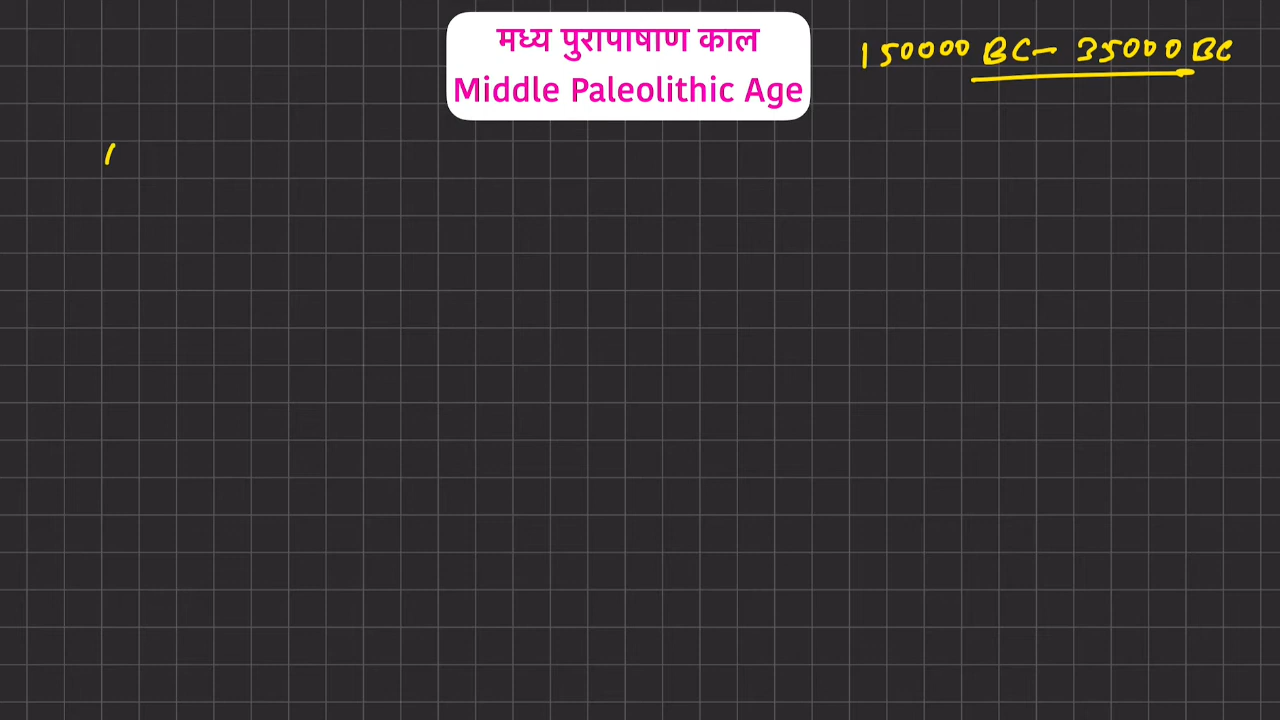 मध्य पुरापाषाण काल
Middle Paleolithic Age
150000 BC - 35000 BC